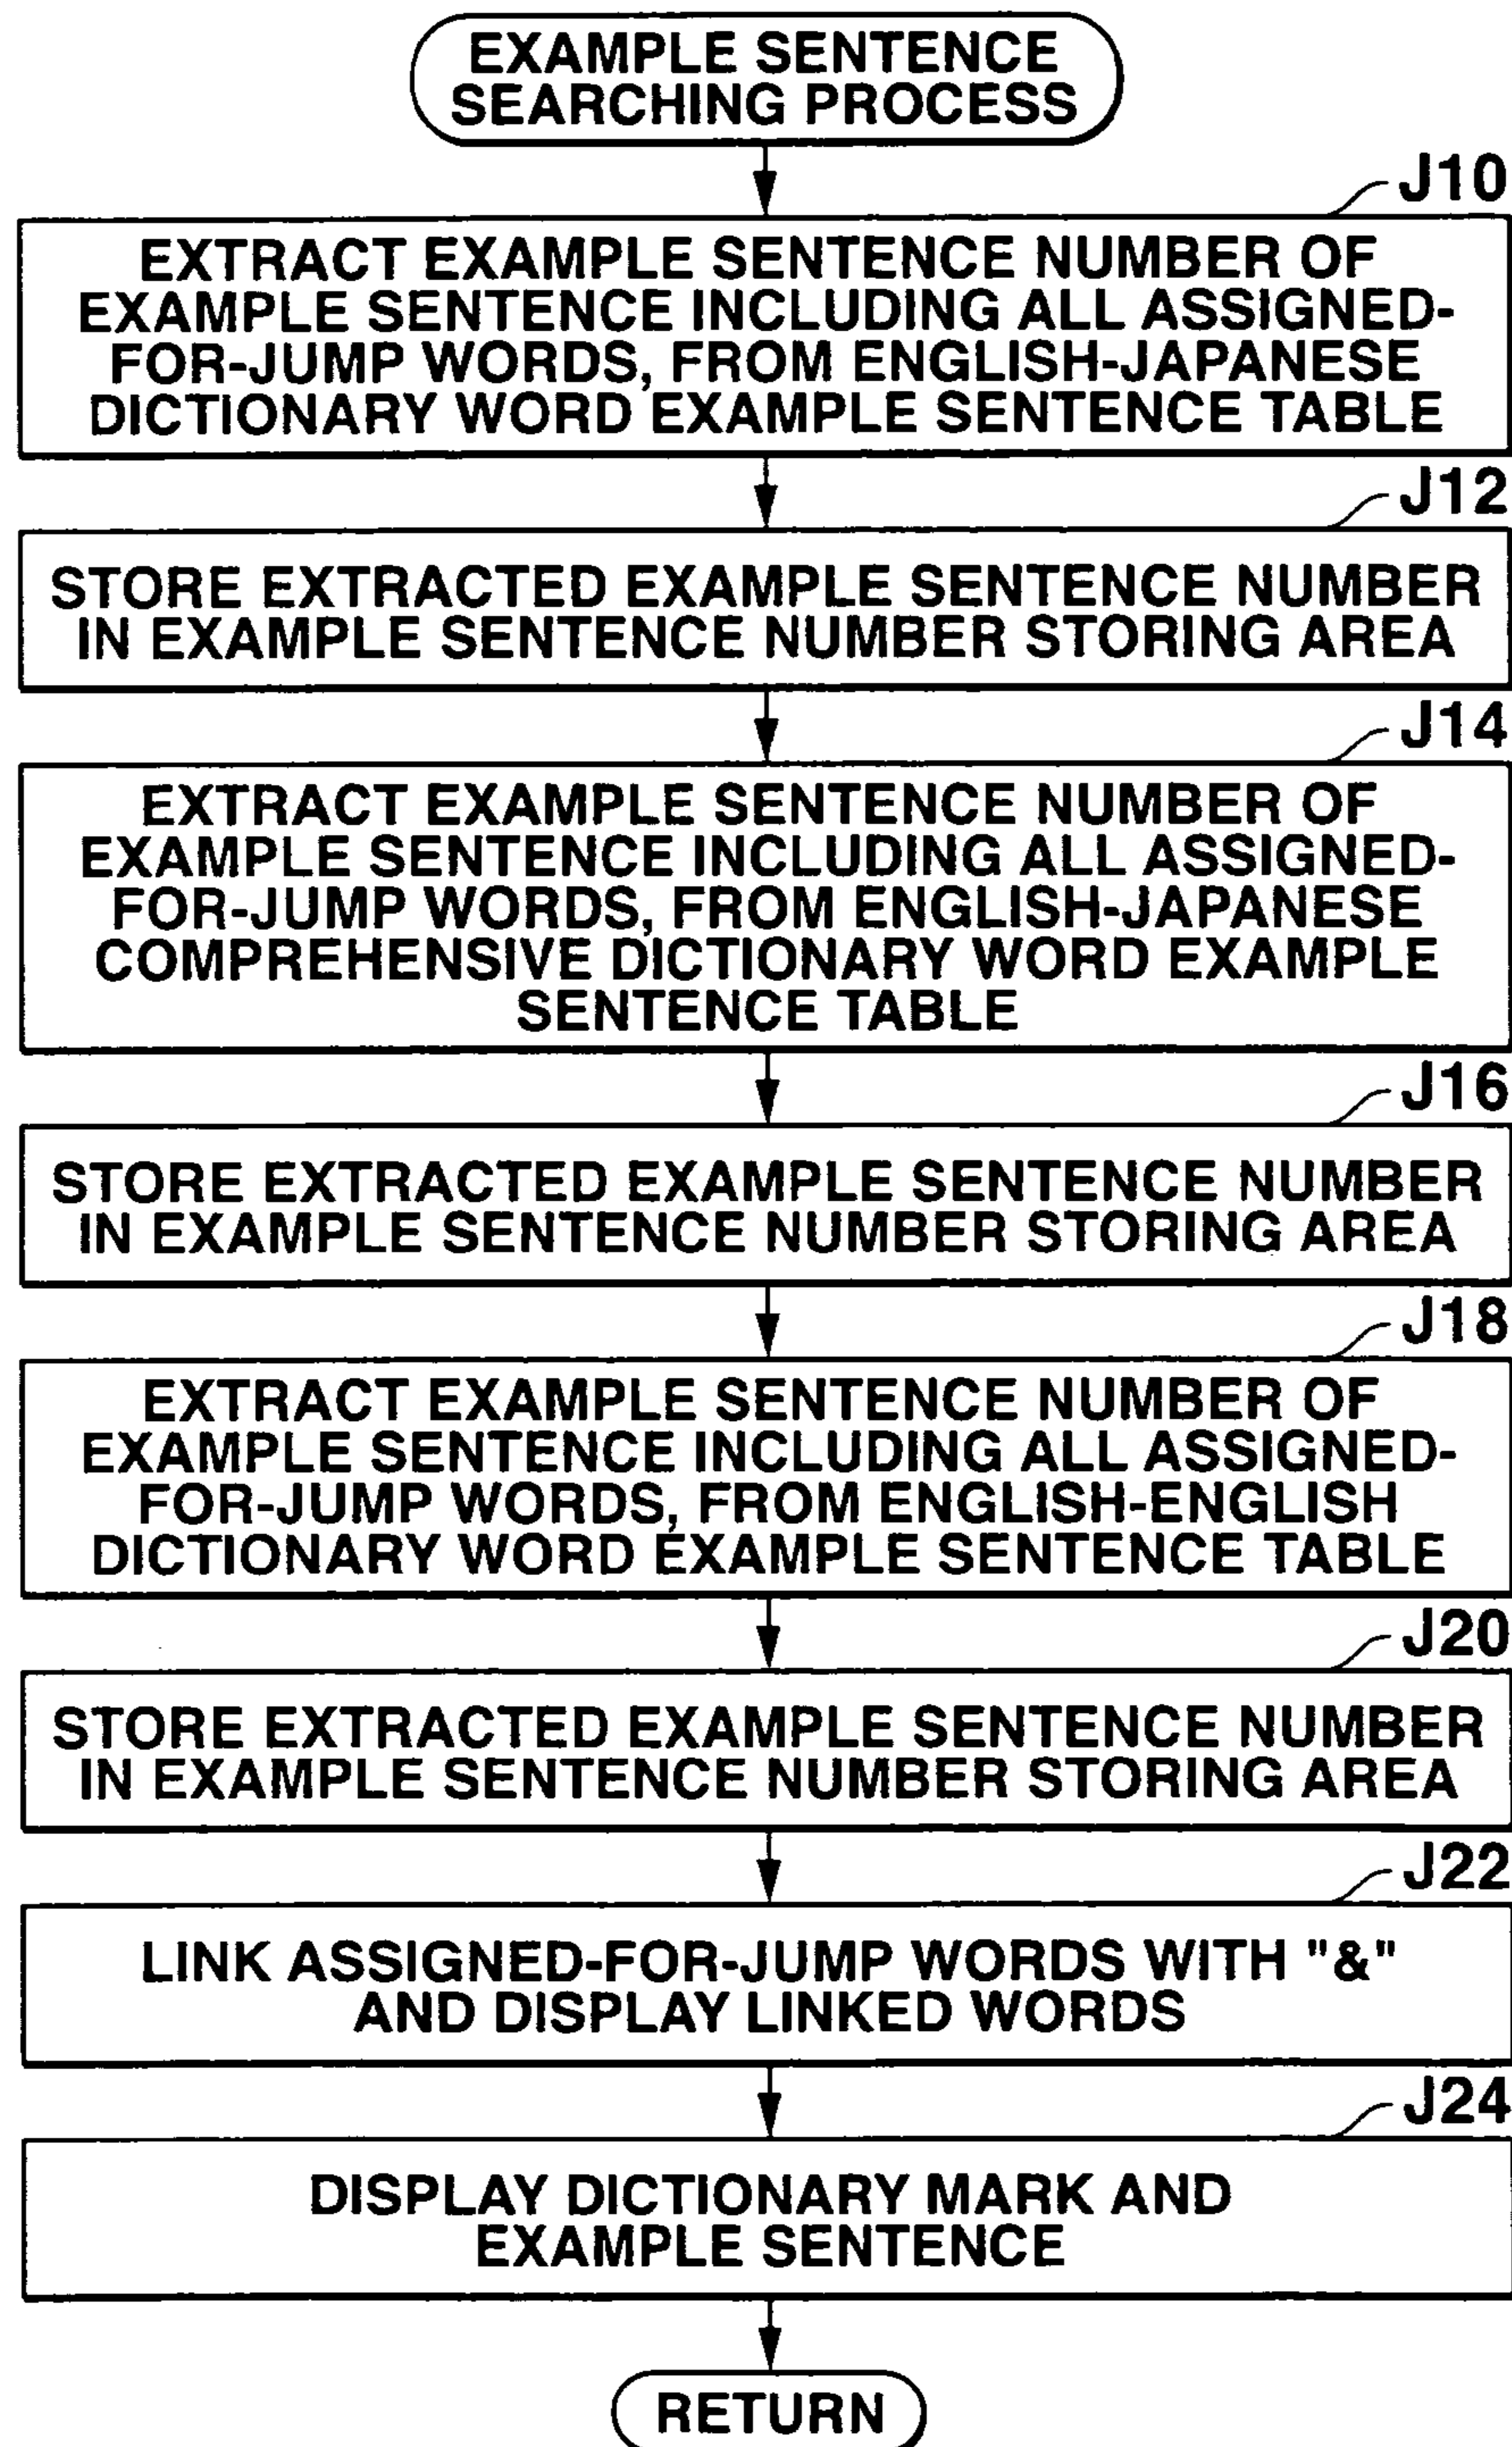 EXAMPLE SENTENCE
SEARCHING PROCESS
J10
EXTRACT EXAMPLE SENTENCE NUMBER OF
EXAMPLE SENTENCE INCLUDING ALL ASSIGNED-
FOR-JUMP WORDS, FROM ENGLISH-JAPANESE
DICTIONARY WORD EXAMPLE SENTENCE TABLE
J12
STORE EXTRACTED EXAMPLE SENTENCE NUMBER
IN EXAMPLE SENTENCE NUMBER STORING AREA
J14
EXTRACT EXAMPLE SENTENCE NUMBER OF
EXAMPLE SENTENCE INCLUDING ALL ASSIGNED-
FOR-JUMP WORDS, FROM ENGLISH-JAPANESE
COMPREHENSIVE DICTIONARY WORD EXAMPLE
SENTENCE TABLE
J16
STORE EXTRACTED EXAMPLE SENTENCE NUMBER
IN EXAMPLE SENTENCE NUMBER STORING AREA
J18
EXTRACT EXAMPLE SENTENCE NUMBER OF
EXAMPLE SENTENCE INCLUDING ALL ASSIGNED-
FOR-JUMP WORDS, FROM ENGLISH-ENGLISH
DICTIONARY WORD EXAMPLE SENTENCE TABLE
J20
STORE EXTRACTED EXAMPLE SENTENCE NUMBER
IN EXAMPLE SENTENCE NUMBER STORING AREA
J22
LINK ASSIGNED-FOR-JUMP WORDS WITH "&"
AND DISPLAY LINKED WORDS
J24
DISPLAY DICTIONARY MARK AND
EXAMPLE SENTENCE
RETURN